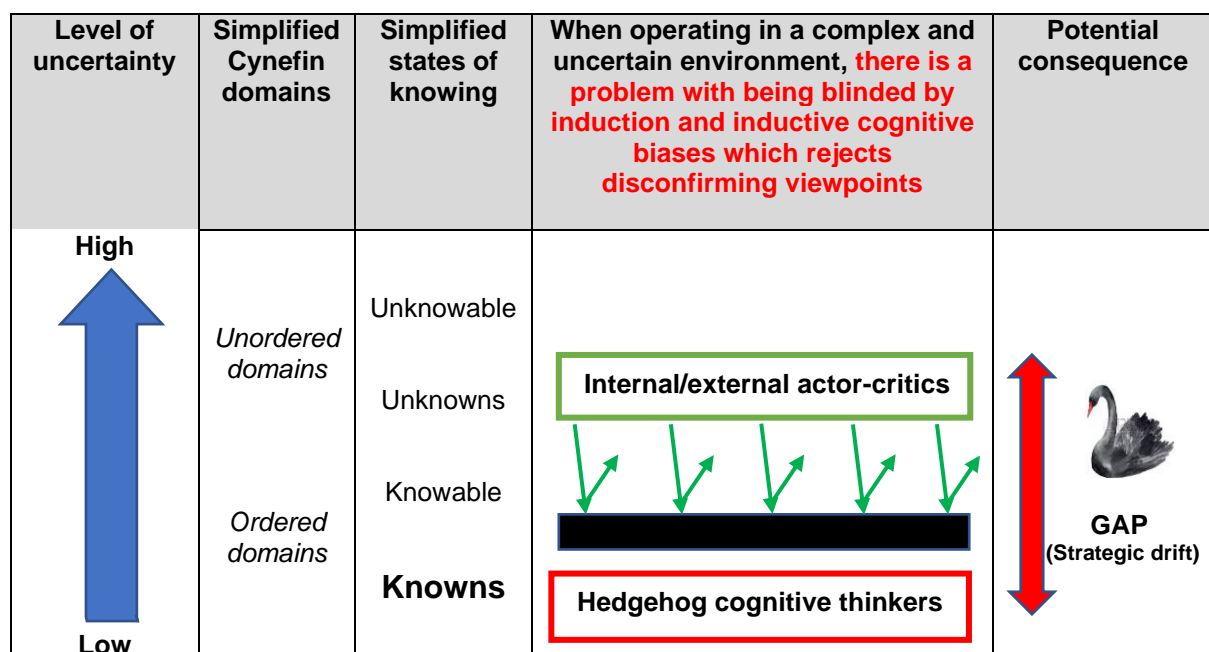 Level of
uncertainty
Simplified
Cynefin
domains
Simplified
states of
knowing
When operating in a complex and
uncertain environment, there is a
problem with being blinded by
induction and inductive cognitive
biases which rejects
disconfirming viewpoints
Potential
consequence
High
Low
Unordered
domains
Ordered
domains
Unknowable
Unknowns
Knowable
Knowns
Internal/external actor-critics
Hedgehog cognitive thinkers
GAP
(Strategic drift)